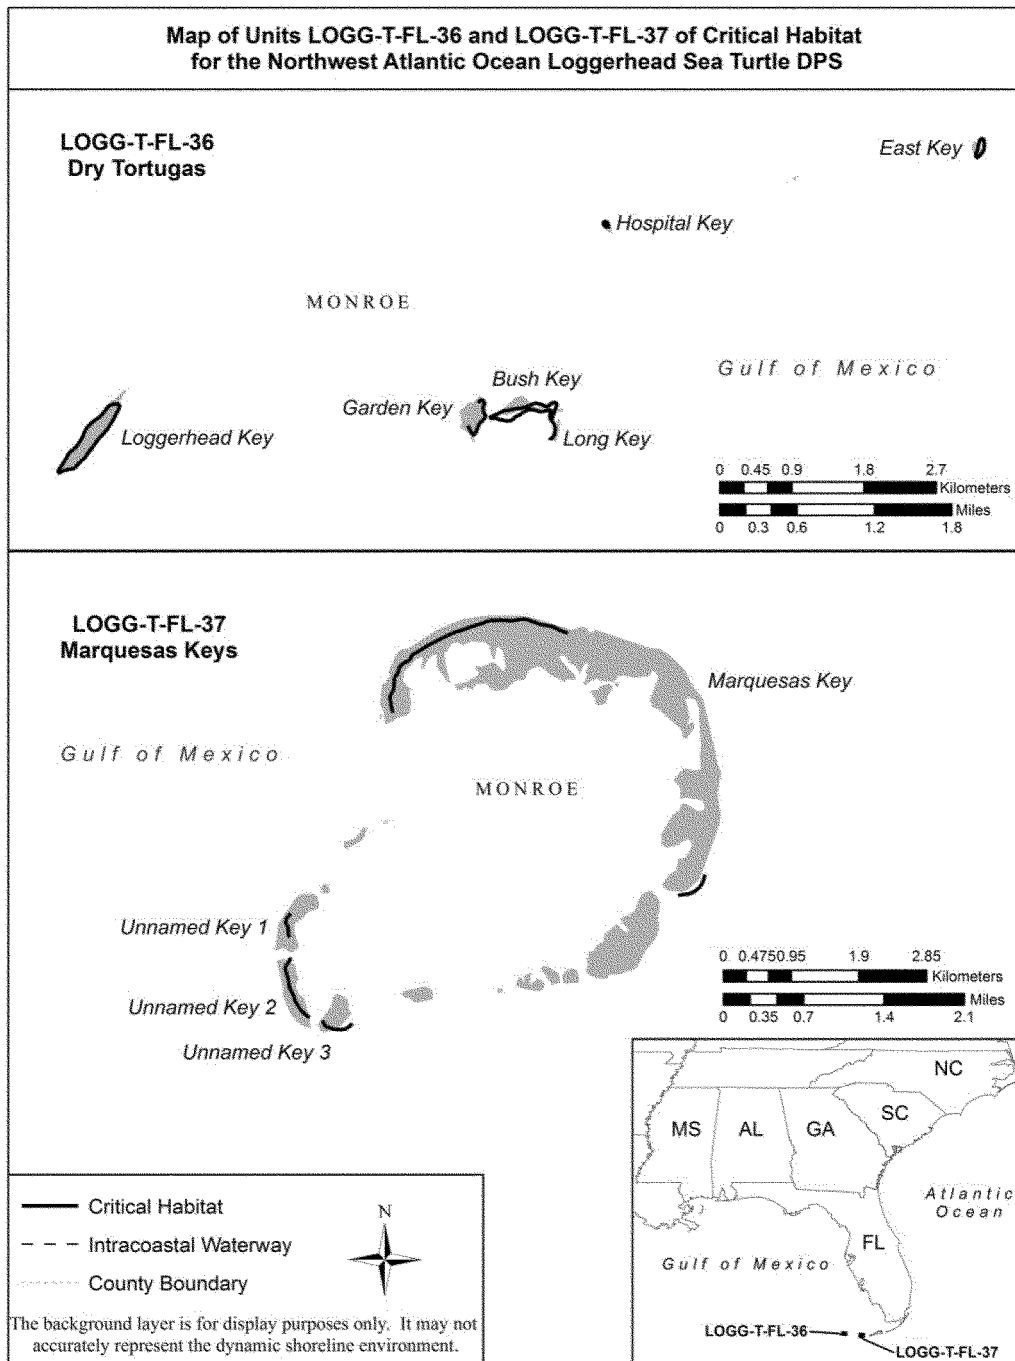 Map of Units LOGG-T-FL-36 and LOGG-T-FL-37 of Critical Habitat
for the Northwest Atlantic Ocean Loggerhead Sea Turtle DPS
LOGG-T-FL-36
Dry Tortugas
East Key
Hospital Key
MONROE
Gulf of Mexico
Bush Key
Garden Key
Long Key
Loggerhead Key
0 0.45 0.9 1.8 2.7
Kilometers
Miles
0 0.3 0.6 1.2 1.8
LOGG-T-FL-37
Marquesas Keys
Marquesas Key
Gulf of Mexico
MONROE
Unnamed Key 1
Unnamed Key 2
Unnamed Key 3
0 0.4750.95 1.9 2.85
Kilometers
Miles
0 0.35 0.7 1.4 2.1
NC
SC
MS
AL
GA
Atlantic
Ocean
FL
Gulf of Mexico
LOGG-T-FL-36
LOGG-T-FL-37
Critical Habitat
N
Intracoastal Waterway
County Boundary
The background layer is for display purposes only. It may not
accurately represent the dynamic shoreline environment.